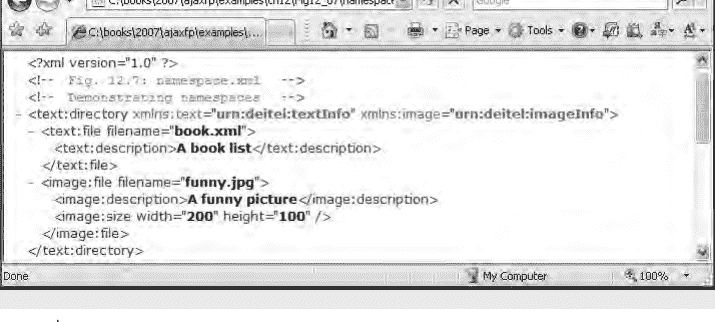 C:\books\2007\ajaxfp\examples\ch12\Fig12_07\namespace
Google
C:\books\2007\ajaxfp\examples\...
Page
Tools
<?xml version="1.0" ?>
<!-- Fig. 12.7: namespace.xml -->
<!-- Demonstrating namespaces -->
- <text:directory xmlns:text="urn:deitel:textInfo" xmlns:image="urn:deitel:imageInfo">
- <text:file filename="book.xml">
<text:description>A book list</text:description>
</text:file>
- <image:file filename="funny.jpg">
<image:description>A funny picture</image:description>
<image:size width="200" height="100" />
</image:file>
</text:directory>
Done
My Computer
100%